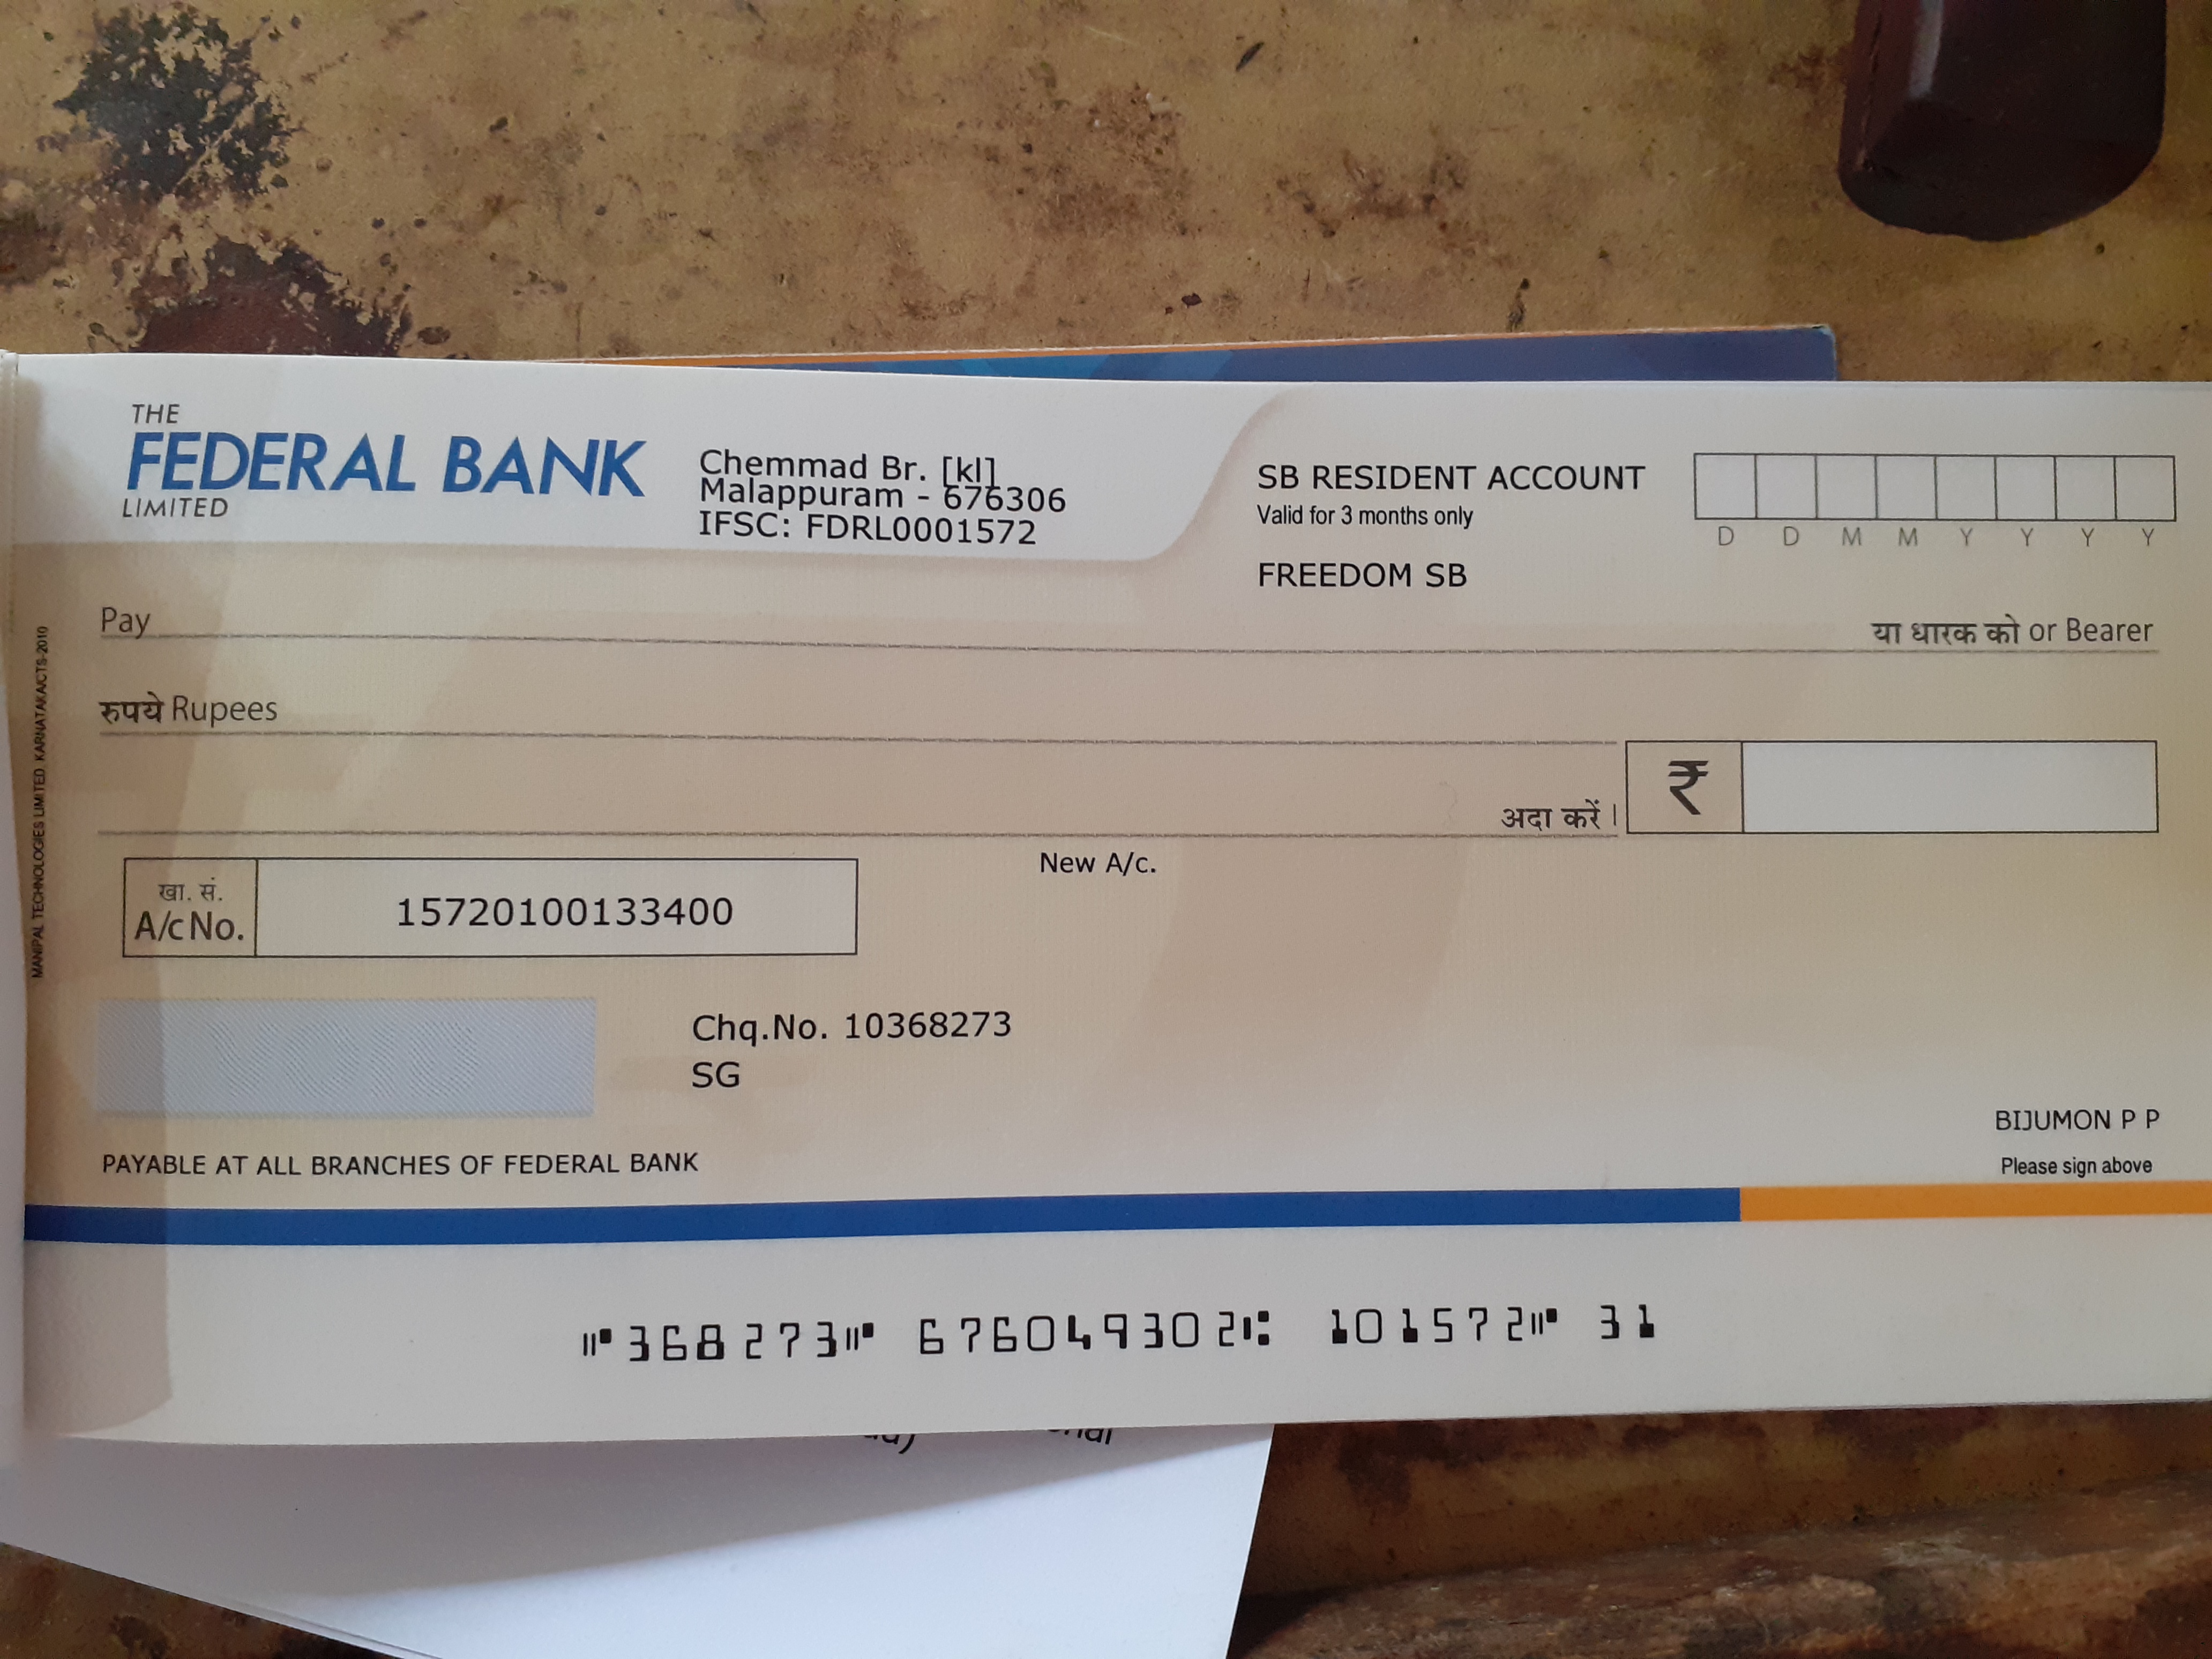 MANIPAL TECHNOLOGIES LIMITED, KARNATAKA/CTS-2010
THE
FEDERAL BANK
LIMITED
Chemmad Br. [kl]
Malappuram - 676306
IFSC: FDRL0001572
SB RESIDENT ACCOUNT
Valid for 3 months only
FREEDOM SB
D D M M Y Y Y Y
Pay
या धारक को or Bearer
रुपये Rupees
अदा करें।
₹
खा. सं.
A/c No.
15720100133400
New A/c.
Chq.No. 10368273
SG
BIJUMON P P
Please sign above
PAYABLE AT ALL BRANCHES OF FEDERAL BANK
⑈368273⑈ 676049302⑆ 101572⑈ 31